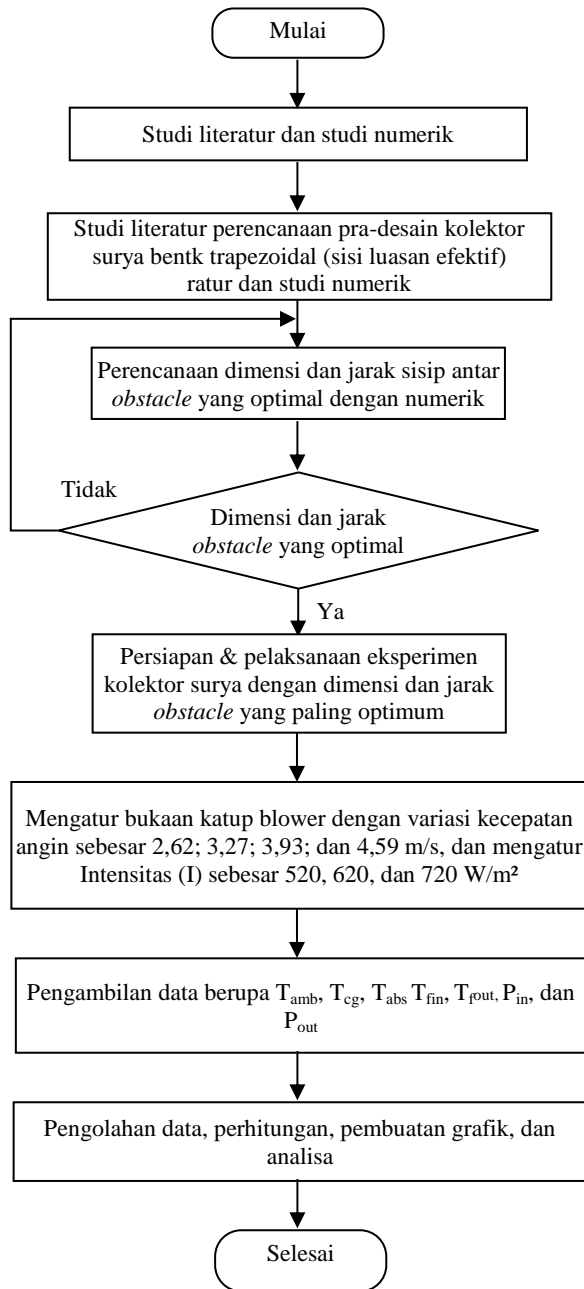 Mulai
Studi literatur dan studi numerik
Studi literatur perencanaan pra-desain kolektor
surya bentk trapezoidal (sisi luasan efektif)
ratur dan studi numerik
Perencanaan dimensi dan jarak sisip antar
obstacle yang optimal dengan numerik
Tidak
Dimensi dan jarak
obstacle yang optimal
Ya
Persiapan & pelaksanaan eksperimen
kolektor surya dengan dimensi dan jarak
obstacle yang paling optimum
Mengatur bukaan katup blower dengan variasi kecepatan
angin sebesar 2,62; 3,27; 3,93; dan 4,59 m/s, dan mengatur
Intensitas (I) sebesar 520, 620, dan 720 W/m²
Pengambilan data berupa Tamb, Tcg, Tabs Tfin, Tfout, Pin, dan
Pout
Pengolahan data, perhitungan, pembuatan grafik, dan
analisa
Selesai